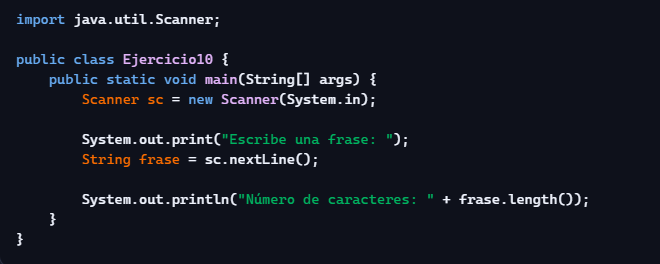 import java.util.Scanner;
public class Ejercicio10 {
public static void main(String[] args) {
Scanner sc = new Scanner(System.in);
System.out.print("Escribe una frase: ");
String frase = sc.nextLine();
System.out.println("Número de caracteres: " + frase.length());
}
}